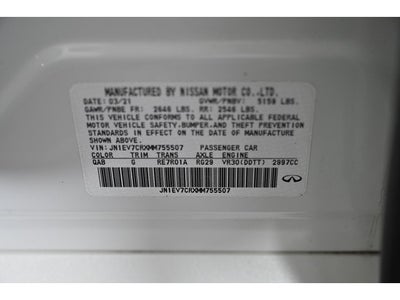 MANUFACTURED BY NISSAN MOTOR CO.,LTD.
DATE: 03/21 GVWR/PNBV: 5159 LBS.
GAWR/PNBE FR: 2646 LBS. RR: 2546 LBS.
THIS VEHICLE CONFORMS TO ALL APPLICABLE FEDERAL
MOTOR VEHICLE SAFETY,BUMPER,AND THEFT PREVENTION
STANDARDS IN EFFECT ON THE DATE OF MANUFACTURE
SHOWN ABOVE.
VIN: JN1EV7CRXMM755507 PASSENGER CAR
COLOR TRIM TRANS AXLE ENGINE
QAB G RE7R01A RG29 VR30(DDTT) 2997CC
JN1EV7CRXMM755507
INFINITI